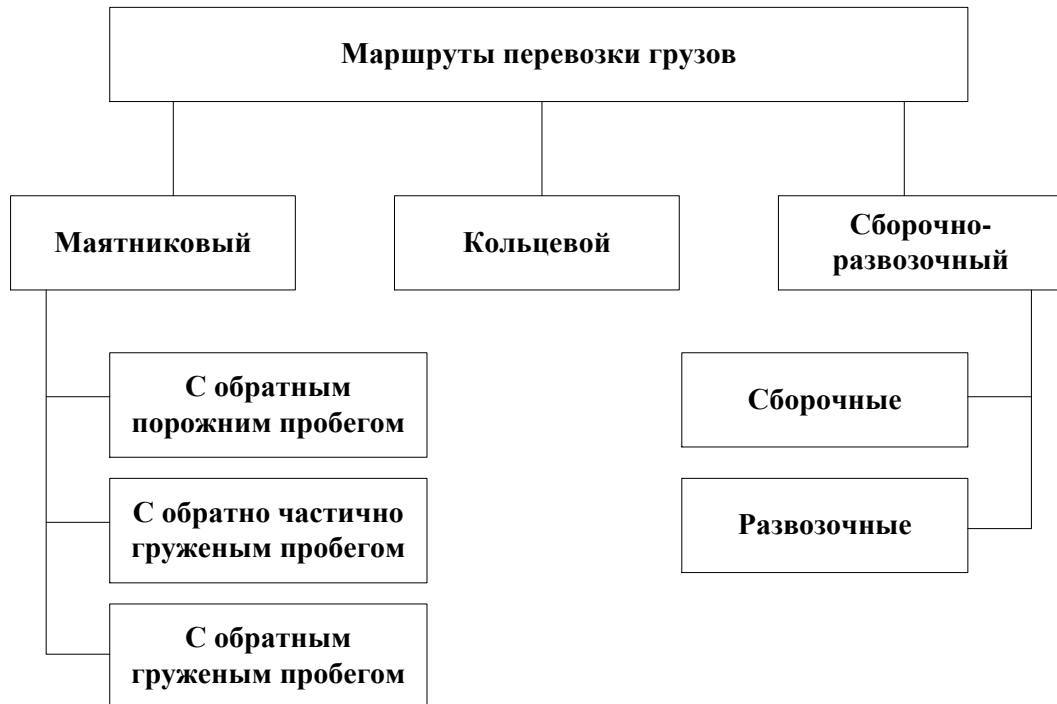 Маршруты перевозки грузов
Маятниковый
Кольцевой
Сборочно-
развозочный
С обратным
порожним пробегом
С обратно частично
груженым пробегом
С обратным
груженым пробегом
Сборочные
Развозочные